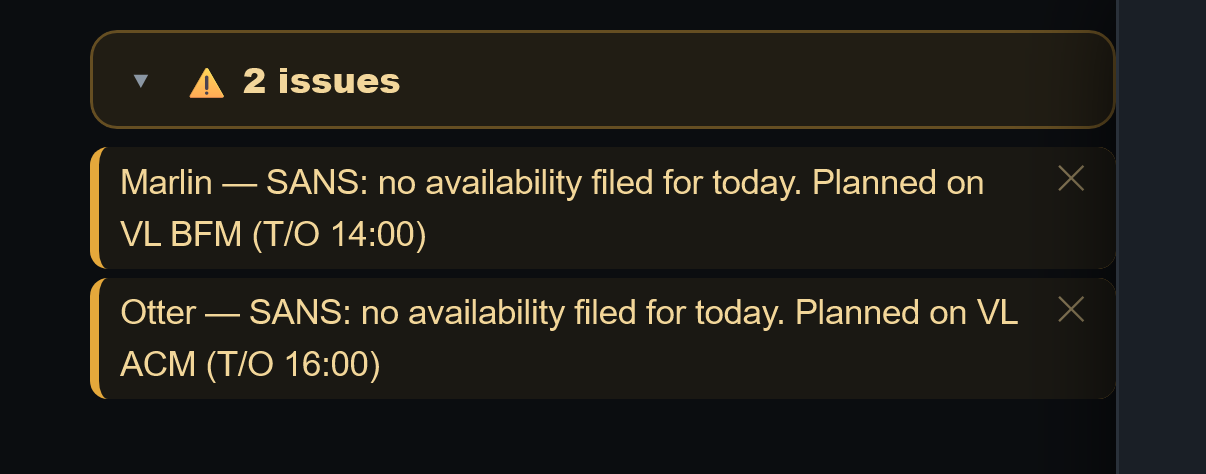 2 issues
Marlin — SANS: no availability filed for today. Planned on
VL BFM (T/O 14:00)
Otter — SANS: no availability filed for today. Planned on VL
ACM (T/O 16:00)